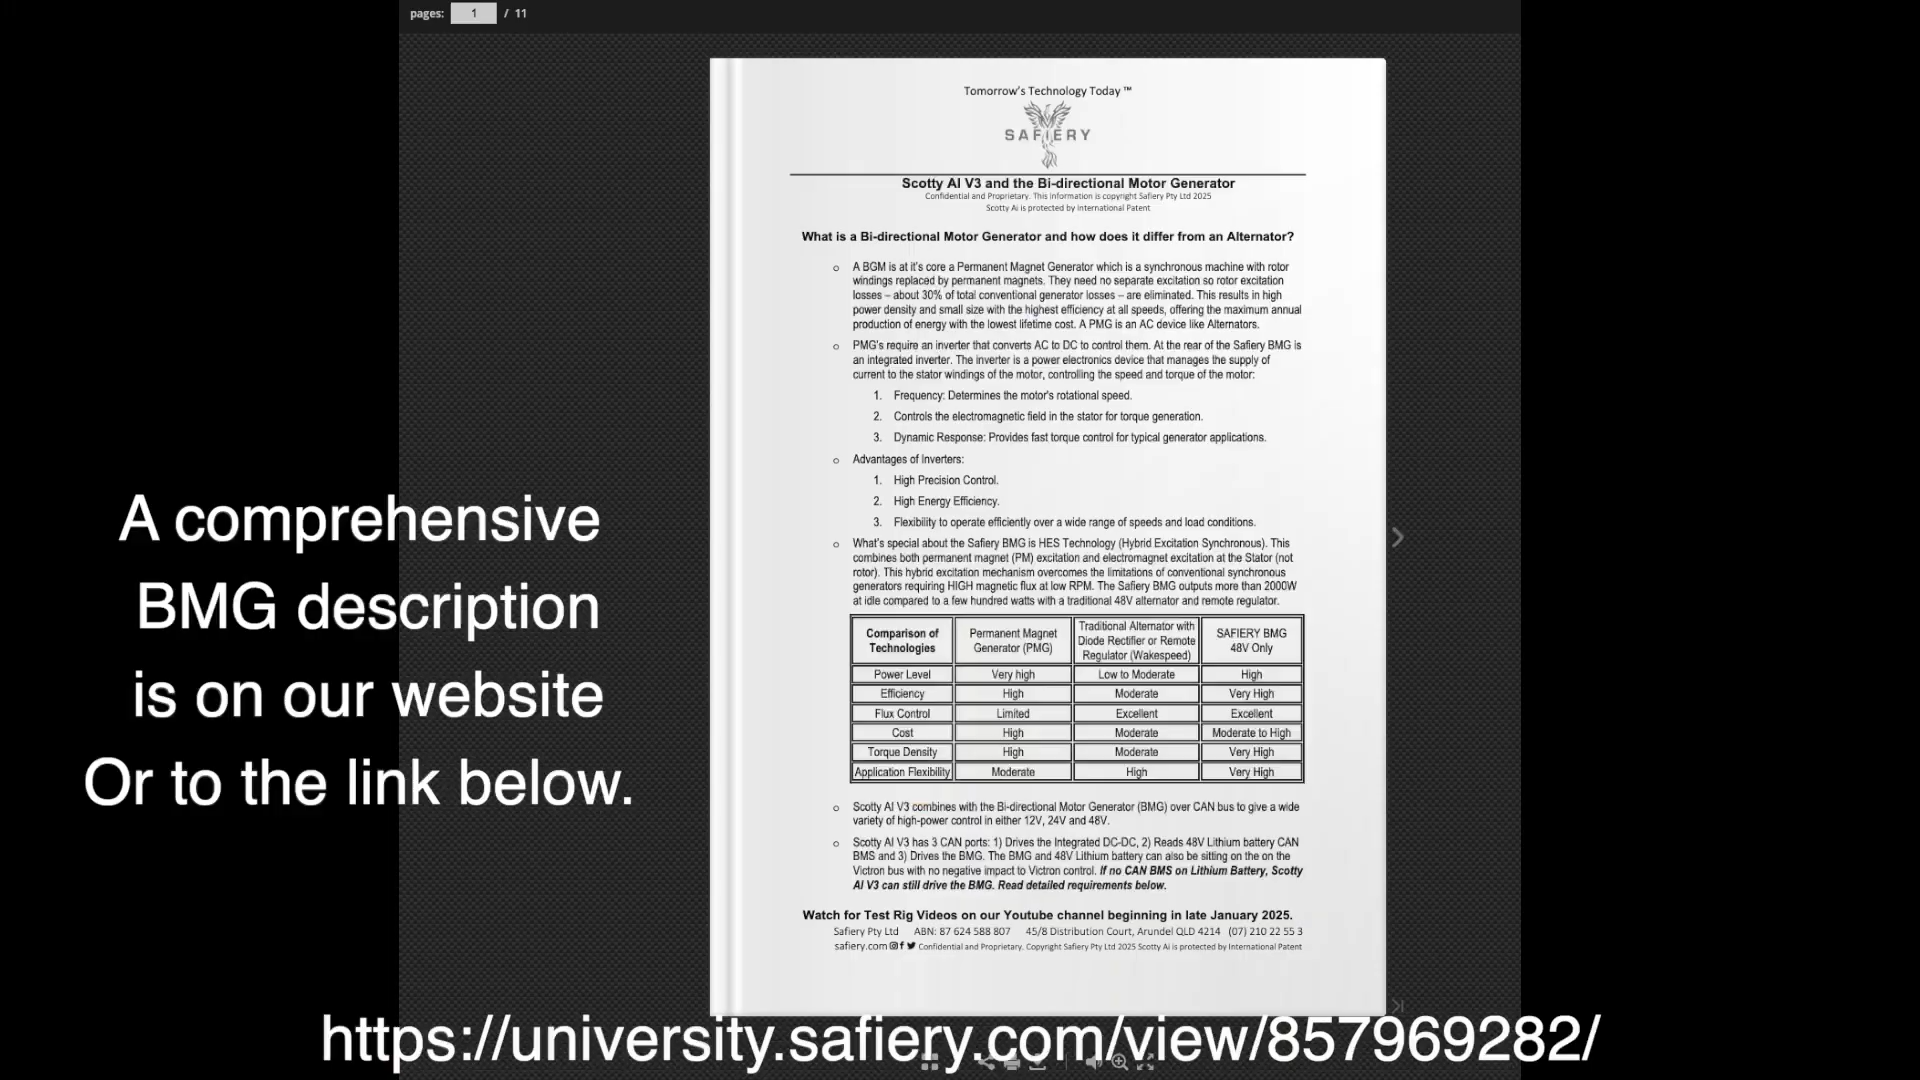 pages: 1 / 11
Tomorrow's Technology Today ™
SAFIERY
Scotty AI V3 and the Bi-directional Motor Generator
Confidential and Proprietary. This information is copyright Safiery Pty Ltd 2025
Scotty Ai is protected by International Patent
What is a Bi-directional Motor Generator and how does it differ from an Alternator?
o A BGM is at it's core a Permanent Magnet Generator which is a synchronous machine with rotor
windings replaced by permanent magnets. They need no separate excitation so rotor excitation
losses – about 30% of total conventional generator losses – are eliminated. This results in high
power density and small size with the highest efficiency at all speeds, offering the maximum annual
production of energy with the lowest lifetime cost. A PMG is an AC device like Alternators.
o PMG's require an inverter that converts AC to DC to control them. At the rear of the Safiery BMG is
an integrated inverter. The inverter is a power electronics device that manages the supply of
current to the stator windings of the motor, controlling the speed and torque of the motor:
1. Frequency: Determines the motor's rotational speed.
2. Controls the electromagnetic field in the stator for torque generation.
3. Dynamic Response: Provides fast torque control for typical generator applications.
o Advantages of Inverters:
1. High Precision Control.
2. High Energy Efficiency.
3. Flexibility to operate efficiently over a wide range of speeds and load conditions.
o What's special about the Safiery BMG is HES Technology (Hybrid Excitation Synchronous). This
combines both permanent magnet (PM) excitation and electromagnet excitation at the Stator (not
rotor). This hybrid excitation mechanism overcomes the limitations of conventional synchronous
generators requiring HIGH magnetic flux at low RPM. The Safiery BMG outputs more than 2000W
at idle compared to a few hundred watts with a traditional 48V alternator and remote regulator.
Comparison of Technologies | Permanent Magnet Generator (PMG) | Traditional Alternator with Diode Rectifier or Remote Regulator (Wakespeed) | SAFIERY BMG 48V Only
Power Level | Very high | Low to Moderate | High
Efficiency | High | Moderate | Very High
Flux Control | Limited | Excellent | Excellent
Cost | High | Moderate | Moderate to High
Torque Density | High | Moderate | Very High
Application Flexibility | Moderate | High | Very High
o Scotty AI V3 combines with the Bi-directional Motor Generator (BMG) over CAN bus to give a wide
variety of high-power control in either 12V, 24V and 48V.
o Scotty AI V3 has 3 CAN ports: 1) Drives the Integrated DC-DC, 2) Reads 48V Lithium battery CAN
BMS and 3) Drives the BMG. The BMG and 48V Lithium battery can also be sitting on the on the
Victron bus with no negative impact to Victron control. If no CAN BMS on Lithium Battery, Scotty
AI V3 can still drive the BMG. Read detailed requirements below.
Watch for Test Rig Videos on our Youtube channel beginning in late January 2025.
Safiery Pty Ltd ABN: 87 624 588 807 45/8 Distribution Court, Arundel QLD 4214 (07) 210 22 55 3
safiery.com Confidential and Proprietary. Copyright Safiery Pty Ltd 2025 Scotty Ai is protected by International Patent
A comprehensive
BMG description
is on our website
Or to the link below.
https://university.safiery.com/view/857969282/